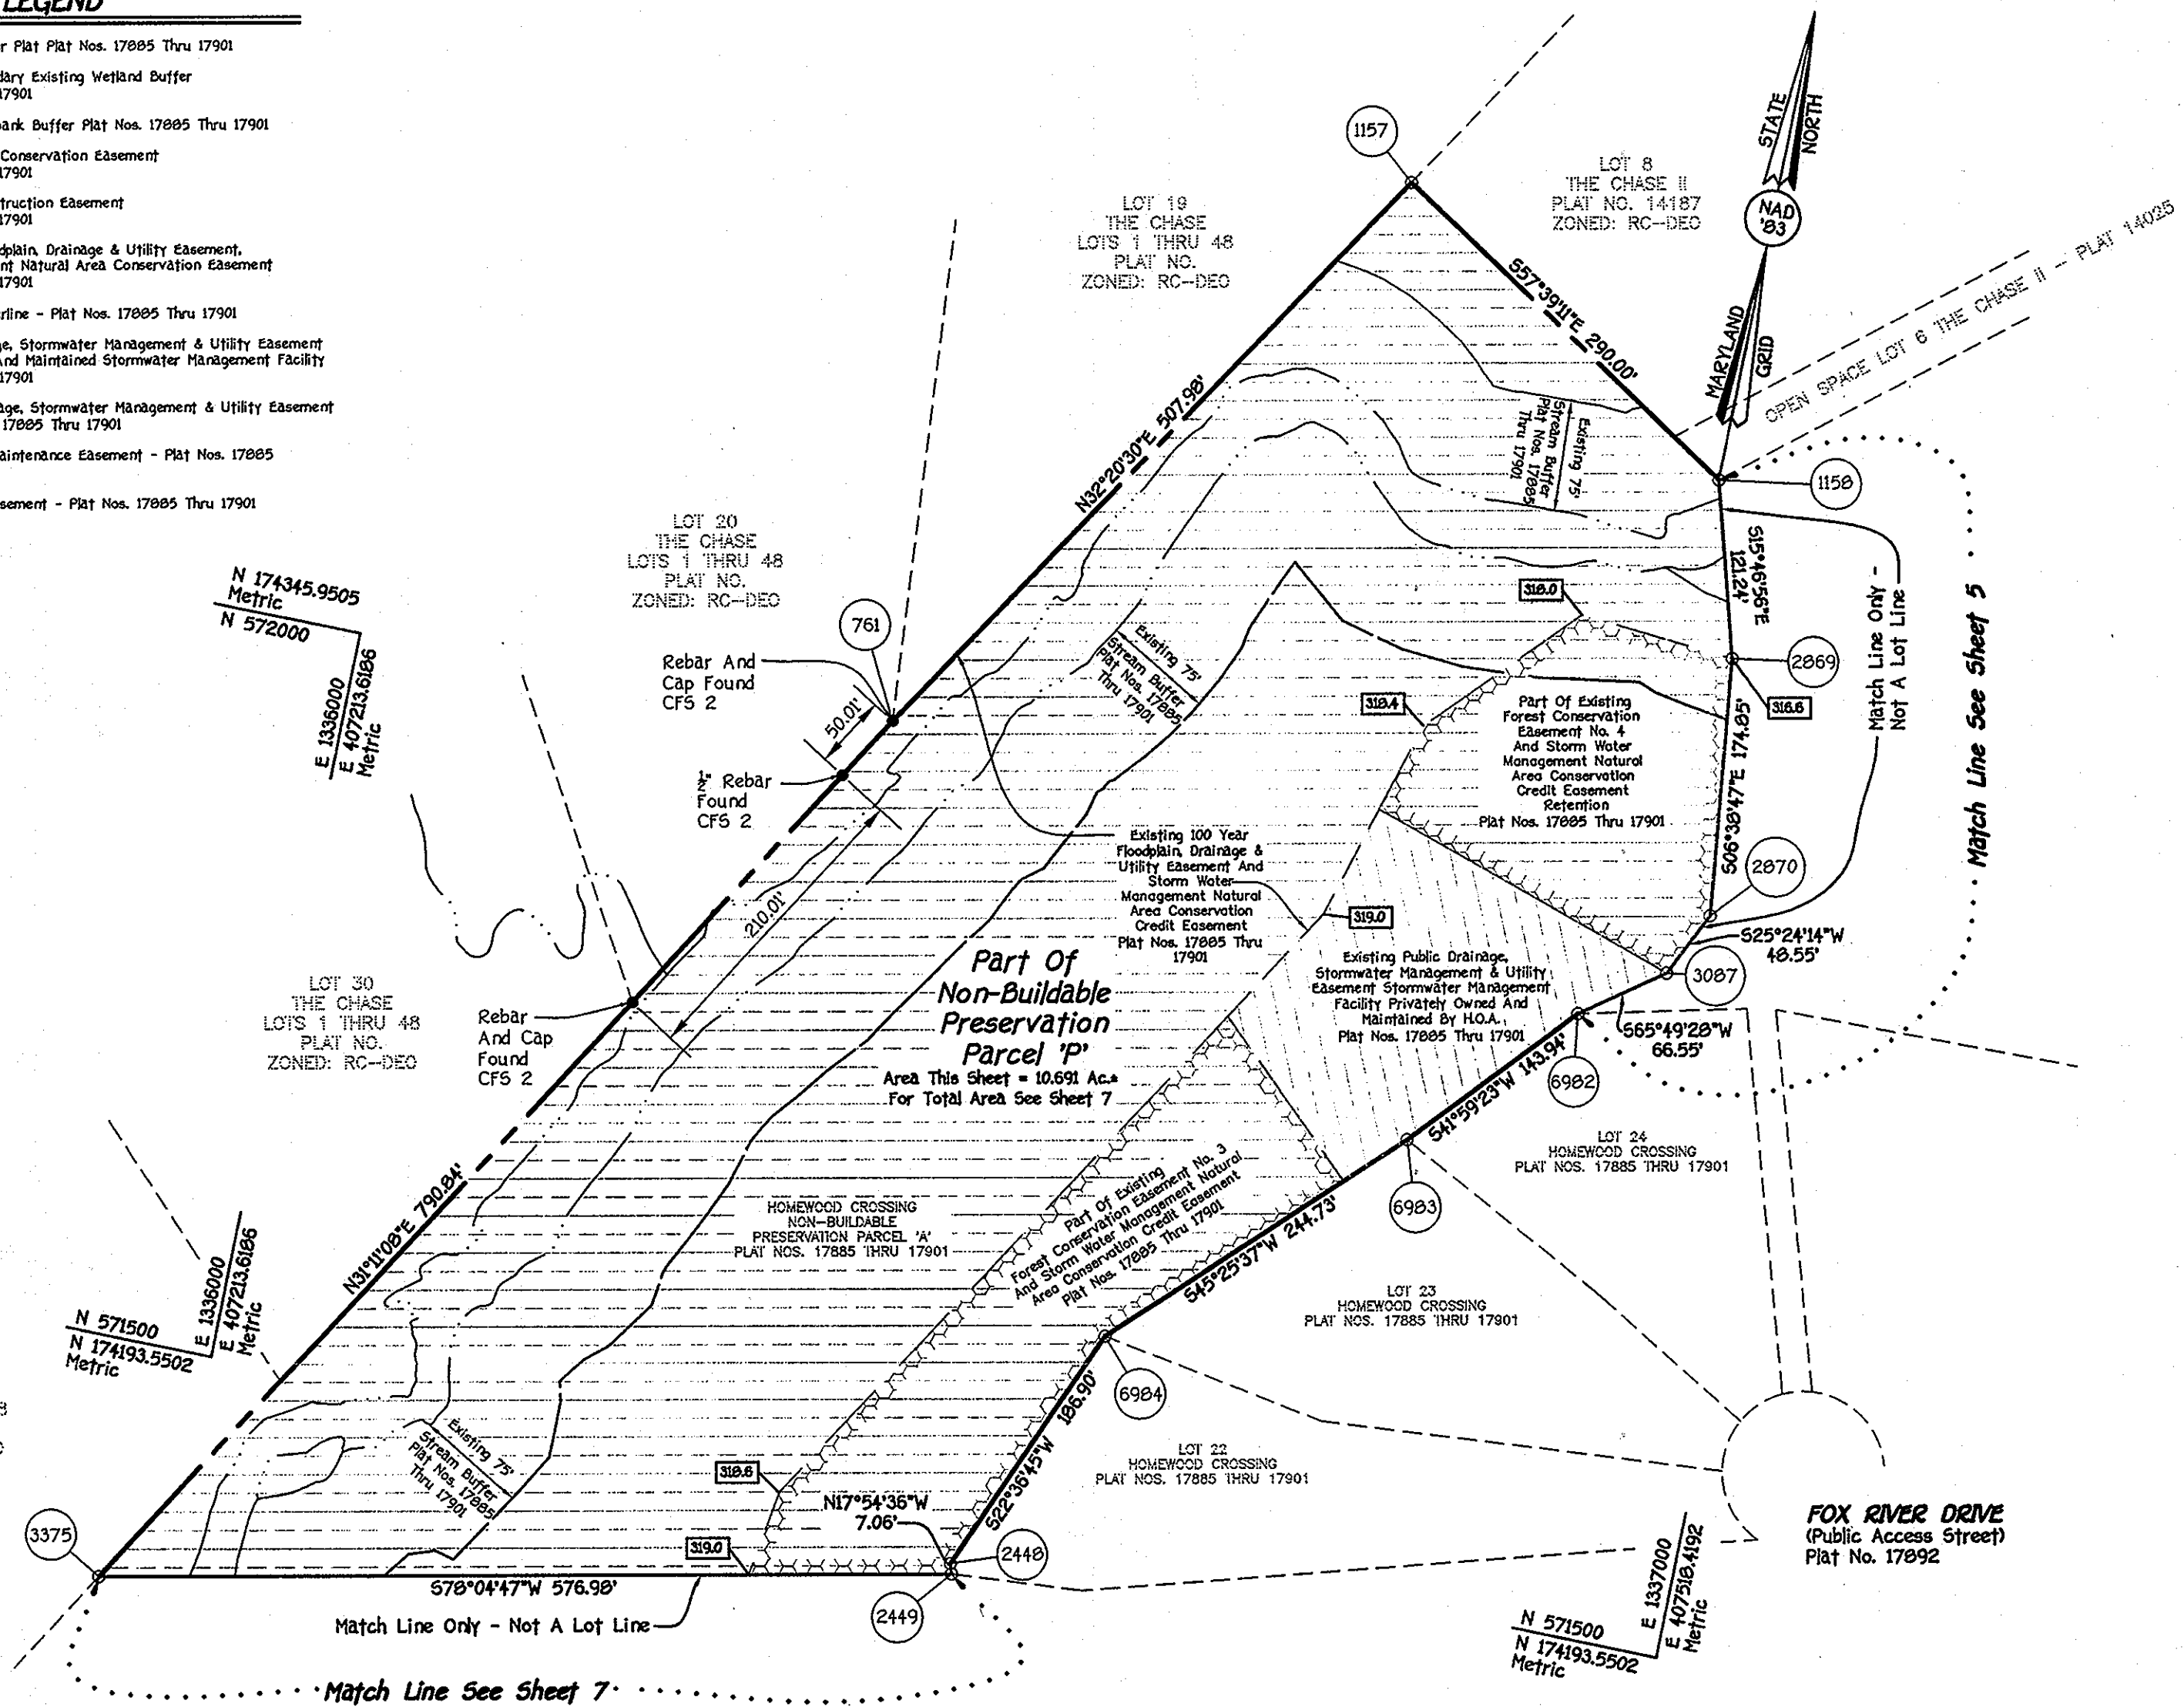 LEGEND
r Plat Plat Nos. 17885 Thru 17901
dary Existing Wetland Buffer
17901
bank Buffer Plat Nos. 17885 Thru 17901
Conservation Easement
17901
truction Easement
17901
dplain, Drainage & Utility Easement,
nt Natural Area Conservation Easement
17901
rline - Plat Nos. 17885 Thru 17901
ge, Stormwater Management & Utility Easement
And Maintained Stormwater Management Facility
17901
age, Stormwater Management & Utility Easement
17885 Thru 17901
aintenance Easement - Plat Nos. 17885
sement - Plat Nos. 17885 Thru 17901
1157
LOT 8
THE CHASE II
PLAT NO. 14187
ZONED: RC-DEO
STATE
NORTH
NAD
'83
MARYLAND
GRID
OPEN SPACE LOT 6 THE CHASE II - PLAT 14025
LOT 19
THE CHASE
LOTS 1 THRU 48
PLAT NO.
ZONED: RC-DEO
S57°39'11"E 290.00'
N32°20'30"E 507.98'
Existing 75'
Stream Buffer
Plat Nos. 17885
Thru 17901
1158
S15°46'56"E
121.24'
Match Line Only -
Not A Lot Line
Match Line See Sheet 5
LOT 20
THE CHASE
LOTS 1 THRU 48
PLAT NO.
ZONED: RC-DEO
N 174345.9505
Metric
N 572000
E 1336000
E 407213.6186
Metric
761
Rebar And
Cap Found
CFS 2
50.01'
½" Rebar
Found
CFS 2
Existing 75'
Stream Buffer
Plat Nos. 17885
Thru 17901
318.0
2869
316.6
318.4
Part Of Existing
Forest Conservation
Easement No. 4
And Storm Water
Management Natural
Area Conservation
Credit Easement
Retention
Plat Nos. 17885 Thru 17901
S06°38'47"E 174.85'
2870
S25°24'14"W
48.55'
3087
Existing 100 Year
Floodplain, Drainage &
Utility Easement And
Storm Water
Management Natural
Area Conservation
Credit Easement
Plat Nos. 17885 Thru
17901
319.0
210.01'
Existing Public Drainage,
Stormwater Management & Utility
Easement Stormwater Management
Facility Privately Owned And
Maintained By H.O.A.
Plat Nos. 17885 Thru 17901
S65°49'28"W
66.55'
6982
S41°59'23"W 143.94'
LOT 30
THE CHASE
LOTS 1 THRU 48
PLAT NO.
ZONED: RC-DEO
Rebar
And Cap
Found
CFS 2
Part Of
Non-Buildable
Preservation
Parcel 'P'
Area This Sheet = 10.691 Ac.±
For Total Area See Sheet 7
LOT 24
HOMEWOOD CROSSING
PLAT NOS. 17885 THRU 17901
6983
N31°11'08"E 790.84'
HOMEWOOD CROSSING
NON-BUILDABLE
PRESERVATION PARCEL 'A'
PLAT NOS. 17885 THRU 17901
Part Of Existing
Forest Conservation Easement No. 3
And Storm Water Management Natural
Area Conservation Credit Easement
Plat Nos. 17885 Thru 17901
S45°25'37"W 244.73'
LOT 23
HOMEWOOD CROSSING
PLAT NOS. 17885 THRU 17901
N 571500
N 174193.5502
Metric
E 1336000
E 407213.6186
Metric
6984
S22°36'45"W 186.90'
LOT 22
HOMEWOOD CROSSING
PLAT NOS. 17885 THRU 17901
Existing 75'
Stream Buffer
Plat Nos. 17885
Thru 17901
318.6
N17°54'36"W
7.06'
319.0
2448
2449
3375
S78°04'47"W 576.98'
Match Line Only - Not A Lot Line
Match Line See Sheet 7
FOX RIVER DRIVE
(Public Access Street)
Plat No. 17892
N 571500
N 174193.5502
Metric
E 1337000
E 407518.4192
Metric